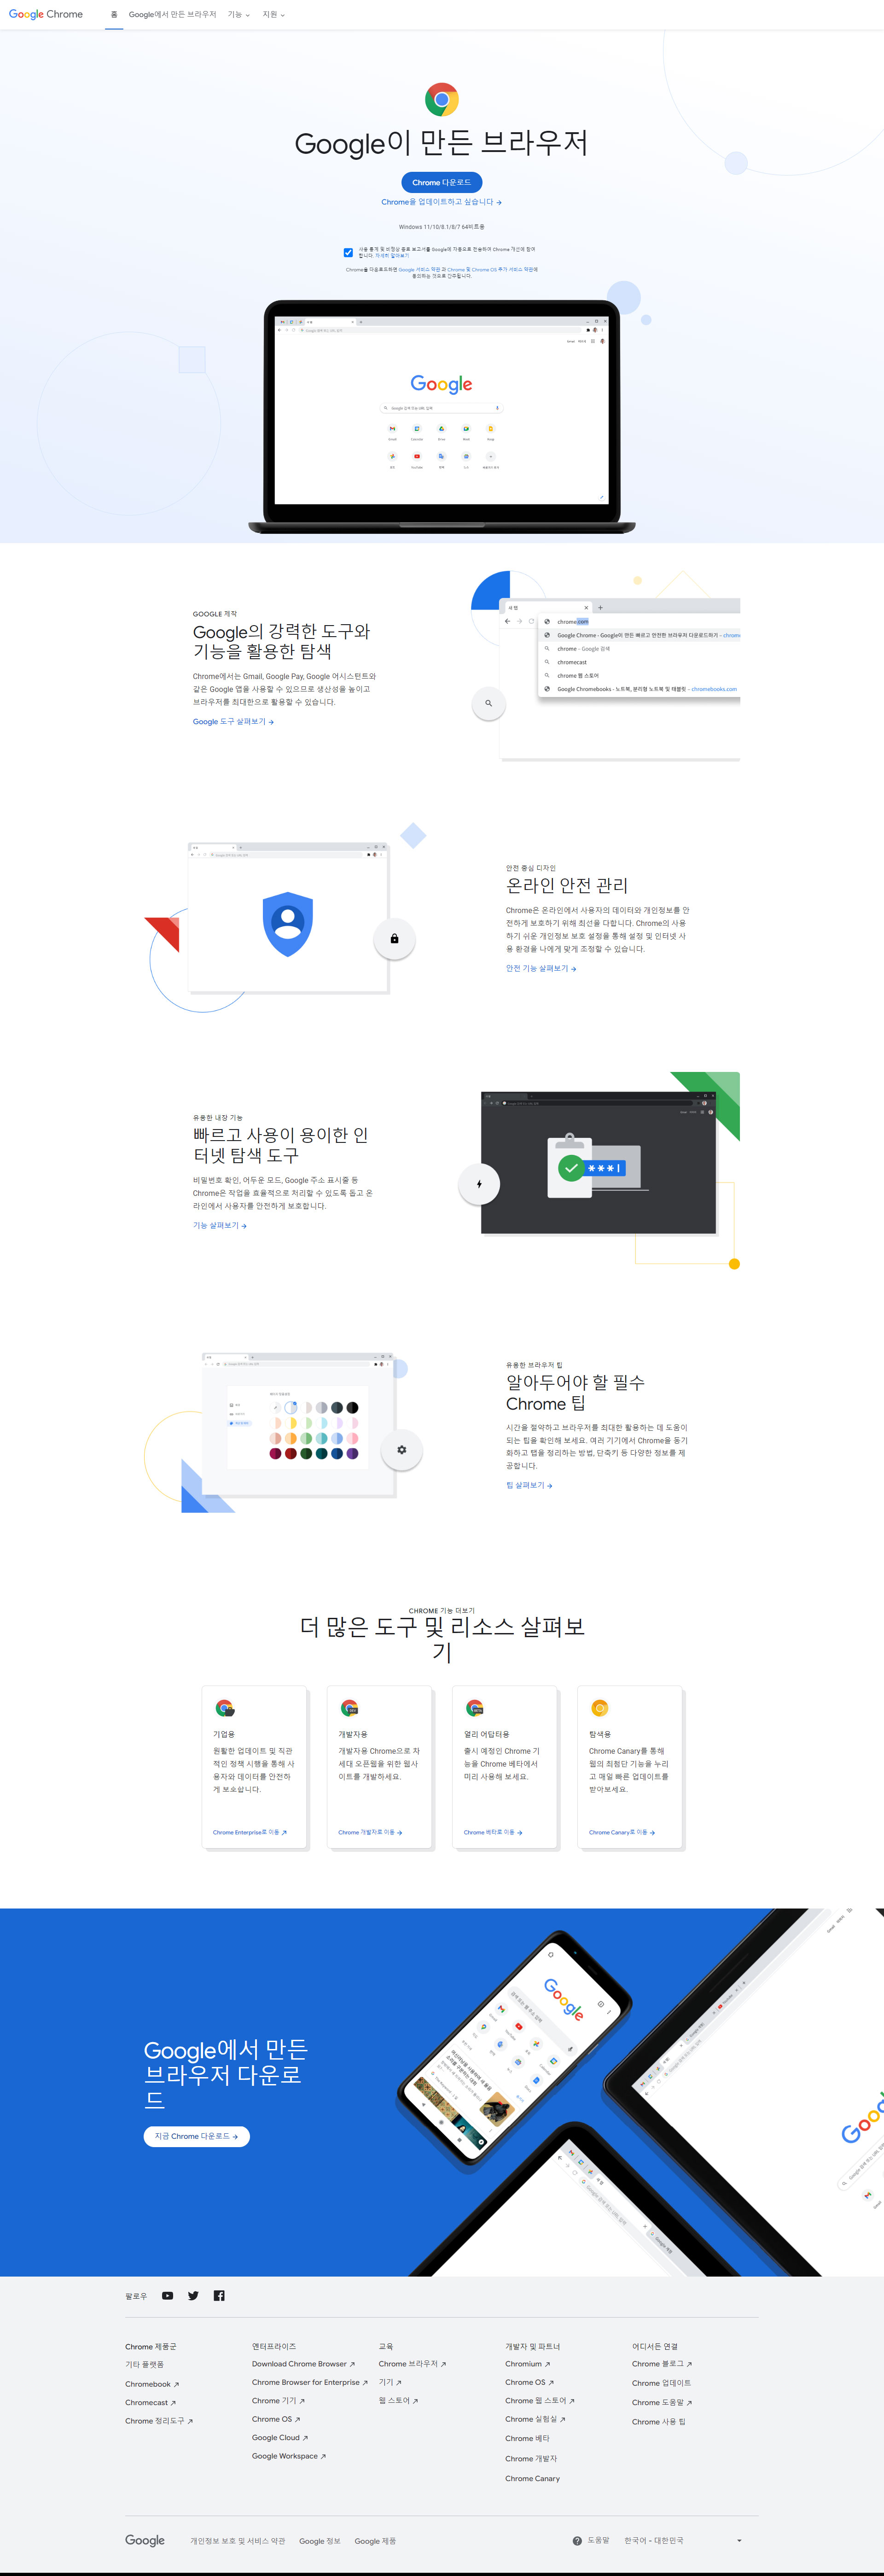 Google Chrome
홈
Google에서 만든 브라우저
기능
지원
Google이 만든 브라우저
Chrome 다운로드
Chrome을 업데이트하고 싶습니다
Windows 11/10/8.1/8/7 64비트용
사용 통계 및 비정상 종료 보고서를 Google에 자동으로 전송하여 Chrome 개선에 참여
합니다. 자세히 알아보기
Chrome을 다운로드하면 Google 서비스 약관 과 Chrome 및 Chrome OS 추가 서비스 약관에
동의하는 것으로 간주됩니다.
Google
Google 검색 또는 URL 입력
Gmail
Calendar
Drive
Meet
YouTube
GOOGLE 제작
Google의 강력한 도구와
기능을 활용한 탐색
Chrome에서는 Gmail, Google Pay, Google 어시스턴트와
같은 Google 앱을 사용할 수 있으므로 생산성을 높이고
브라우저를 최대한으로 활용할 수 있습니다.
Google 도구 살펴보기
새 탭
chrome.com
Google Chrome - Google이 만든 빠르고 안전한 브라우저 다운로드하기 - chrome
chrome - Google 검색
chromecast
chrome 웹 스토어
Google Chromebooks - 노트북, 분리형 노트북 및 태블릿 - chromebooks.com
안전 중심 디자인
온라인 안전 관리
Chrome은 온라인에서 사용자의 데이터와 개인정보를 안
전하게 보호하기 위해 최선을 다합니다. Chrome의 사용
하기 쉬운 개인정보 보호 설정을 통해 설정 및 인터넷 사
용 환경을 나에게 맞게 조정할 수 있습니다.
안전 기능 살펴보기
유용한 내장 기능
빠르고 사용이 용이한 인
터넷 탐색 도구
비밀번호 확인, 어두운 모드, Google 주소 표시줄 등
Chrome은 작업을 효율적으로 처리할 수 있도록 돕고 온
라인에서 사용자를 안전하게 보호합니다.
기능 살펴보기
유용한 브라우저 팁
알아두어야 할 필수
Chrome 팁
시간을 절약하고 브라우저를 최대한 활용하는 데 도움이
되는 팁을 확인해 보세요. 여러 기기에서 Chrome을 동기
화하고 탭을 정리하는 방법, 단축키 등 다양한 정보를 제
공합니다.
팁 살펴보기
CHROME 기능 더보기
더 많은 도구 및 리소스 살펴보
기
기업용
원활한 업데이트 및 직관
적인 정책 시행을 통해 사
용자와 데이터를 안전하
게 보호합니다.
Chrome Enterprise로 이동
개발자용
개발자용 Chrome으로 차
세대 오픈웹을 위한 웹사
이트를 개발하세요.
Chrome 개발자로 이동
얼리 어답터용
출시 예정인 Chrome 기
능을 Chrome 베타에서
미리 사용해 보세요.
Chrome 베타로 이동
탐색용
Chrome Canary를 통해
웹의 최첨단 기능을 누리
고 매일 빠른 업데이트를
받아보세요.
Chrome Canary로 이동
Google에서 만든
브라우저 다운로
드
지금 Chrome 다운로드
Google
팔로우
Chrome 제품군
기타 플랫폼
Chromebook
Chromecast
Chrome 정리도구
엔터프라이즈
Download Chrome Browser
Chrome Browser for Enterprise
Chrome 기기
Chrome OS
Google Cloud
Google Workspace
교육
Chrome 브라우저
기기
웹 스토어
개발자 및 파트너
Chromium
Chrome OS
Chrome 웹 스토어
Chrome 실험실
Chrome 베타
Chrome 개발자
Chrome Canary
어디서든 연결
Chrome 블로그
Chrome 업데이트
Chrome 도움말
Chrome 사용 팁
Google
개인정보 보호 및 서비스 약관
Google 정보
Google 제품
도움말
한국어 - 대한민국